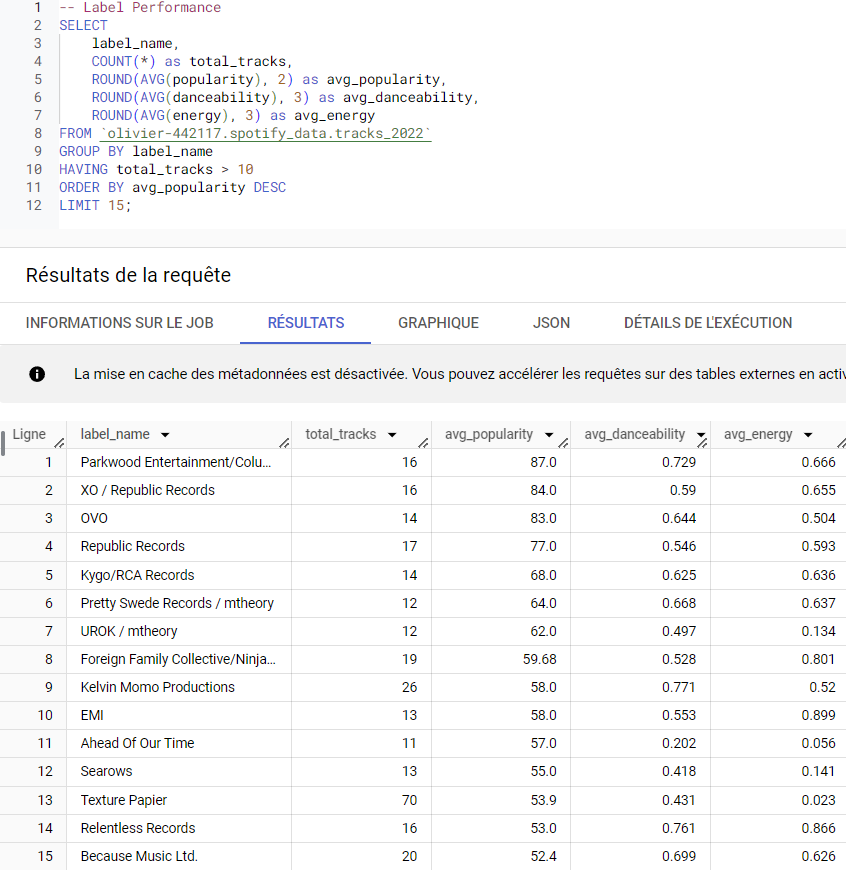 1 -- Label Performance
2 SELECT
3 label_name,
4 COUNT(*) as total_tracks,
5 ROUND(AVG(popularity), 2) as avg_popularity,
6 ROUND(AVG(danceability), 3) as avg_danceability,
7 ROUND(AVG(energy), 3) as avg_energy
8 FROM `olivier-442117.spotify_data.tracks_2022`
9 GROUP BY label_name
10 HAVING total_tracks > 10
11 ORDER BY avg_popularity DESC
12 LIMIT 15;
Résultats de la requête
INFORMATIONS SUR LE JOB RÉSULTATS GRAPHIQUE JSON DÉTAILS DE L'EXÉCUTION
La mise en cache des métadonnées est désactivée. Vous pouvez accélérer les requêtes sur des tables externes en activ
Ligne label_name total_tracks avg_popularity avg_danceability avg_energy
1 Parkwood Entertainment/Colu... 16 87.0 0.729 0.666
2 XO / Republic Records 16 84.0 0.59 0.655
3 OVO 14 83.0 0.644 0.504
4 Republic Records 17 77.0 0.546 0.593
5 Kygo/RCA Records 14 68.0 0.625 0.636
6 Pretty Swede Records / mtheory 12 64.0 0.668 0.637
7 UROK / mtheory 12 62.0 0.497 0.134
8 Foreign Family Collective/Ninja... 19 59.68 0.528 0.801
9 Kelvin Momo Productions 26 58.0 0.771 0.52
10 EMI 13 58.0 0.553 0.899
11 Ahead Of Our Time 11 57.0 0.202 0.056
12 Searows 13 55.0 0.418 0.141
13 Texture Papier 70 53.9 0.431 0.023
14 Relentless Records 16 53.0 0.761 0.866
15 Because Music Ltd. 20 52.4 0.699 0.626